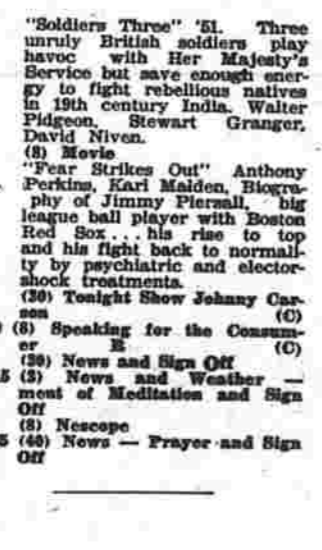 "Soldiers Three" '51. Three
unruly British soldiers play
havoc with Her Majesty's
Service but save enough ener-
gy to fight rebellious natives
in 19th century India. Walter
Pidgeon, Stewart Granger,
David Niven.
(8) Movie
"Fear Strikes Out" Anthony
Perkins, Karl Malden, Biogra-
phy of Jimmy Piersall, big
league ball player with Boston
Red Sox... his rise to top
and his fight back to normali-
ty by psychiatric and elector-
shock treatments.
(30) Tonight Show Johnny Car-
son (C)
(8) Speaking for the Consum-
er R (C)
(30) News and Sign Off
5 (3) News and Weather —
ment of Meditation and Sign
Off
(8) Newscope
5 (40) News — Prayer and Sign
Off